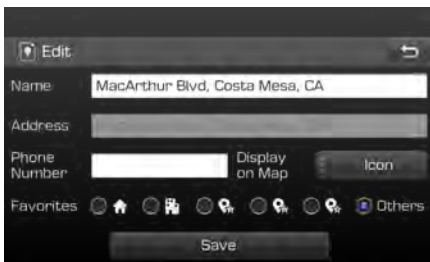 Edit
Name MacArthur Blvd, Costa Mesa, CA
Address
Phone Number Display on Map Icon
Favorites Others
Save